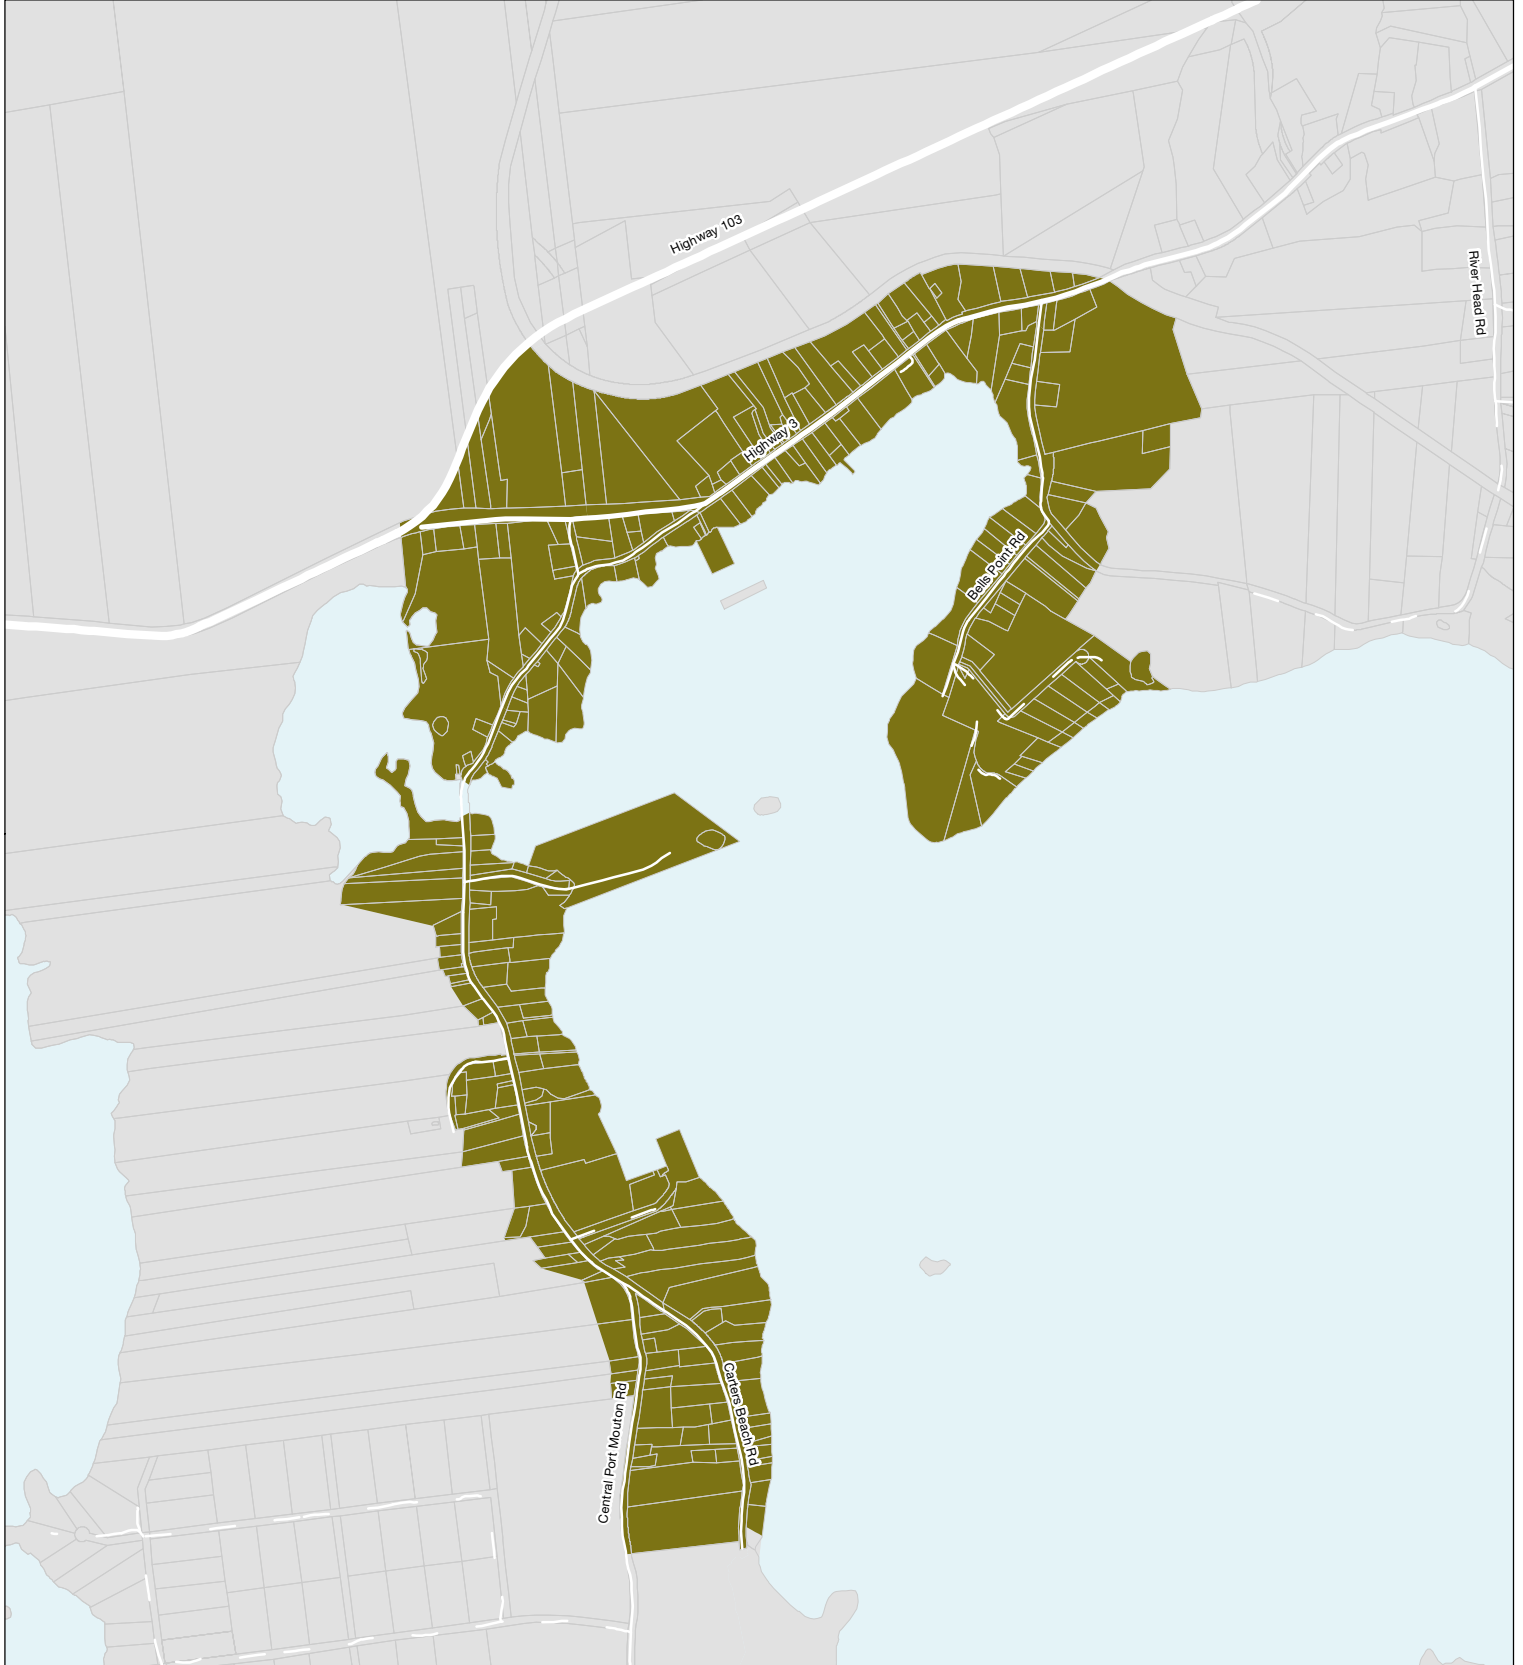 Highway 103
River Head Rd
Highway 3
Bells Point Rd
Carters Beach Rd
Central Port Mouton Rd